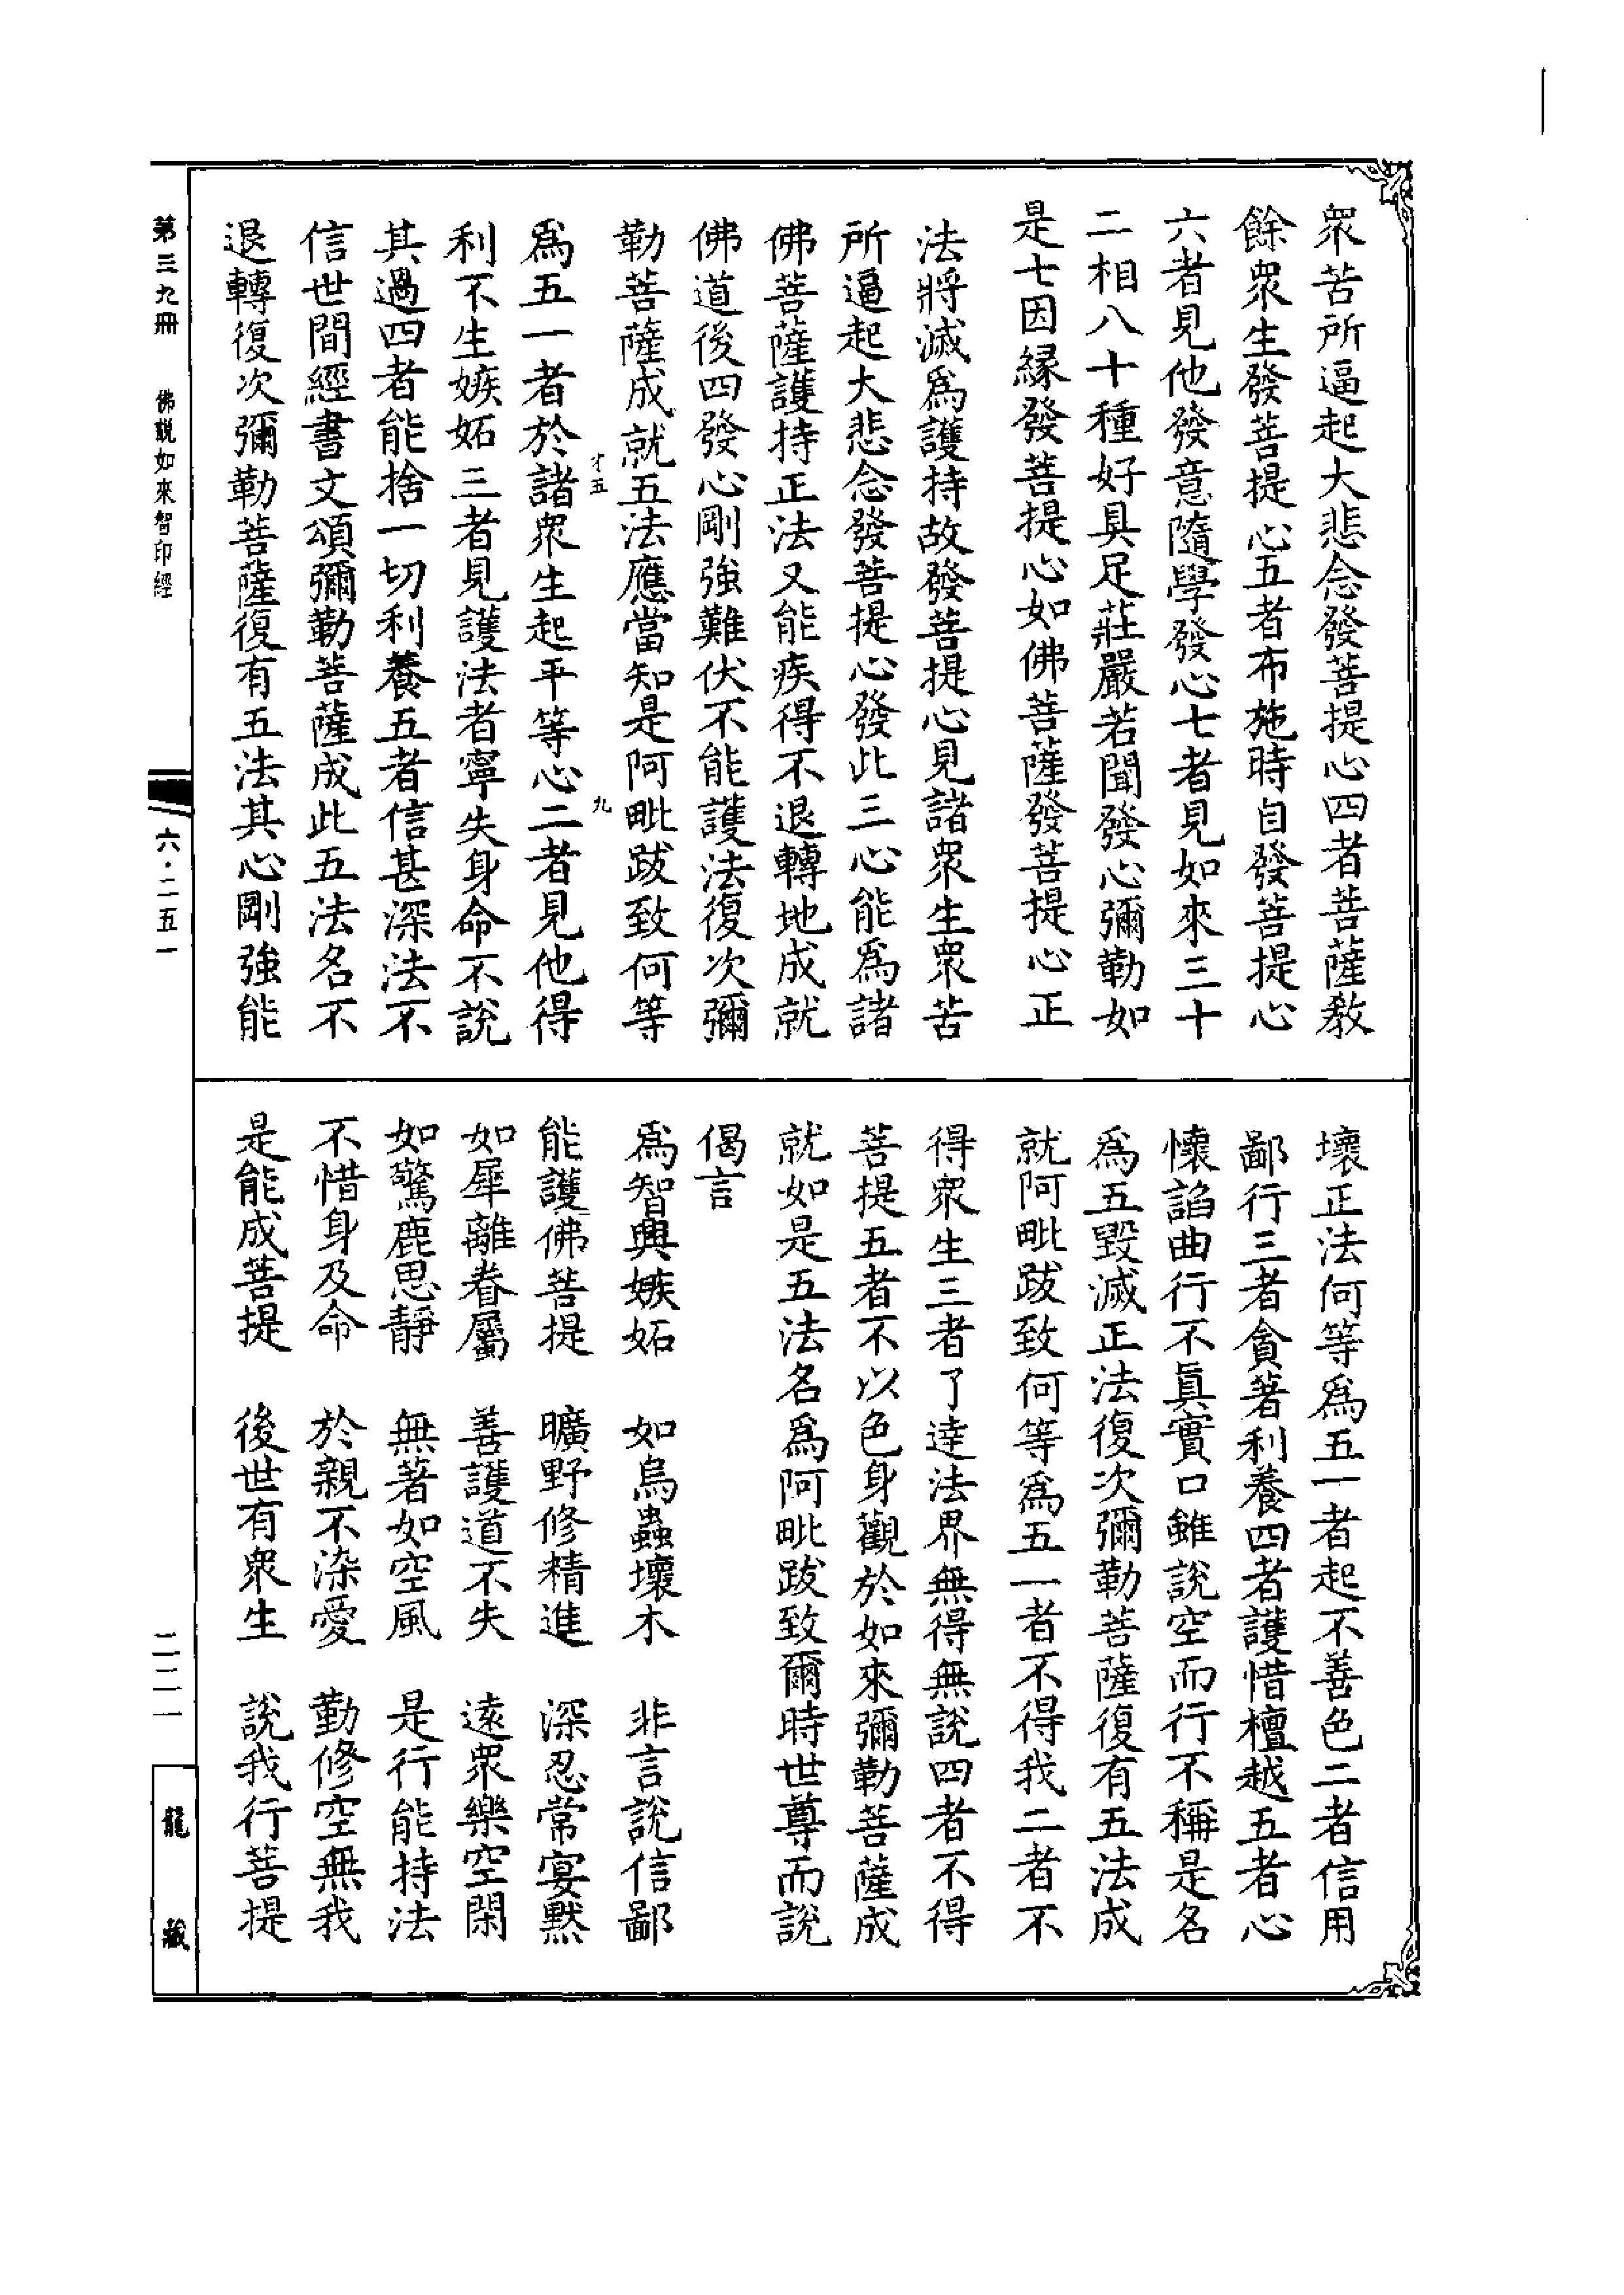 眾苦所逼起大悲念發菩提心四者菩薩教
餘眾生發菩提心五者布施時自發菩提心
六者見他發意隨學發心七者見如來三十
二相八十種好具足莊嚴若聞發心彌勒如
是七因緣發菩提心如佛菩薩發菩提心正
法將滅為護持故發菩提心見諸眾生眾苦
所逼起大悲念發菩提心發此三心能為諸
佛菩薩護持正法又能疾得不退轉地成就
佛道後四發心剛強難伏不能護法復次彌
勒菩薩成就五法應當知是阿毗跋致何等
為五一者於諸眾生起平等心二者見他得
利不生嫉妬三者見護法者寧失身命不說
其過四者能捨一切利養五者信甚深法不
信世間經書文頌彌勒菩薩成此五法名不
退轉復次彌勒菩薩復有五法其心剛強能
壞正法何等為五一者起不善色二者信用
鄙行三者貪著利養四者護惜檀越五者心
懷諂曲行不真實口雖說空而行不稱是名
為五毀滅正法復次彌勒菩薩復有五法成
就阿毗跋致何等為五一者不得我二者不
得眾生三者了達法界無得無說四者不得
菩提五者不以色身觀於如來彌勒菩薩成
就如是五法名為阿毗跋致爾時世尊而說
偈言
為智興嫉妬　如烏蟲壞木　非言說信鄙
能護佛菩提　曠野修精進　深忍常宴默
如犀離眷屬　善護道不失　遠眾樂空閑
如驚鹿思靜　無著如空風　是行能持法
不惜身及命　於親不染愛　勤修空無我
是能成菩提　後世有眾生　說我行菩提
第三九冊　佛說如來智印經
六·二五一
二二一
龍藏
五
九